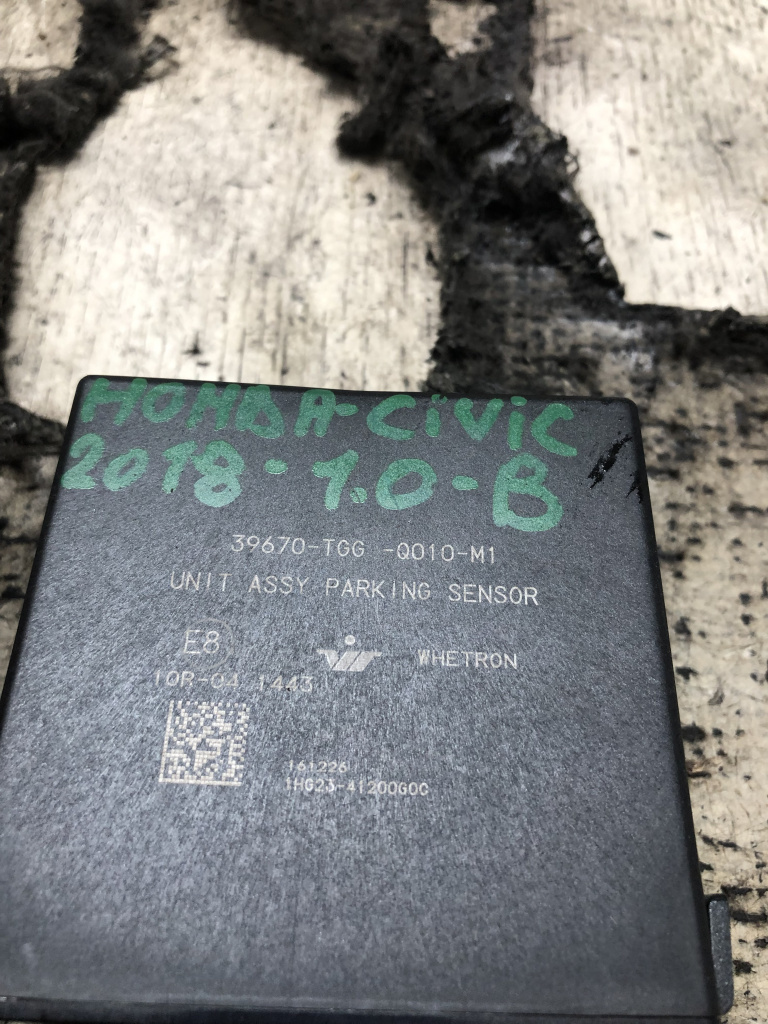 HONDA-CiViC
2018-1.0-B
39670-TGG -Q010-M1
UNIT ASSY PARKING SENSOR
E8
10R-04 1443
WHETRON
161226
1HG23-41200G0C